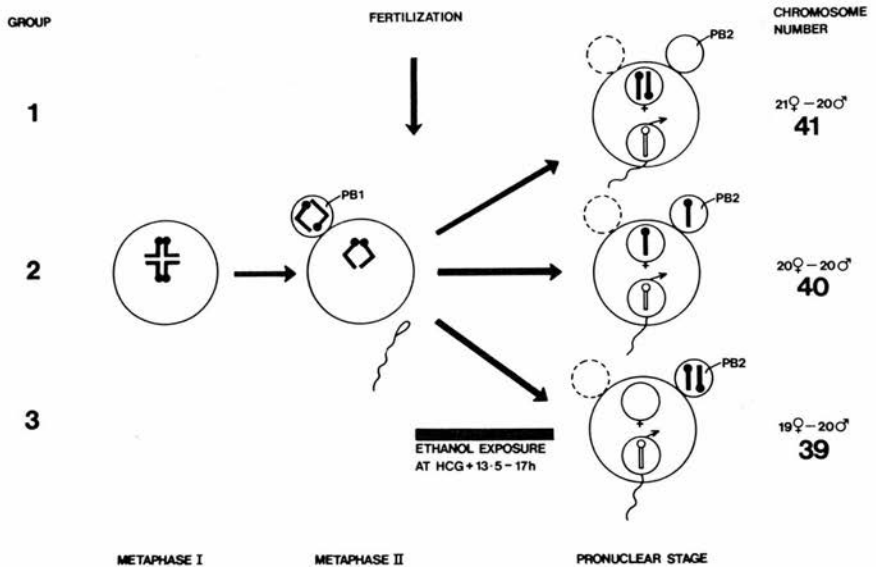 GROUP
FERTILIZATION
CHROMOSOME
NUMBER
PB2
1
21♀–20♂
41
PB1
PB2
2
20♀–20♂
40
PB2
3
19♀–20♂
39
ETHANOL EXPOSURE
AT HCG + 13·5 – 17h
METAPHASE I
METAPHASE II
PRONUCLEAR STAGE